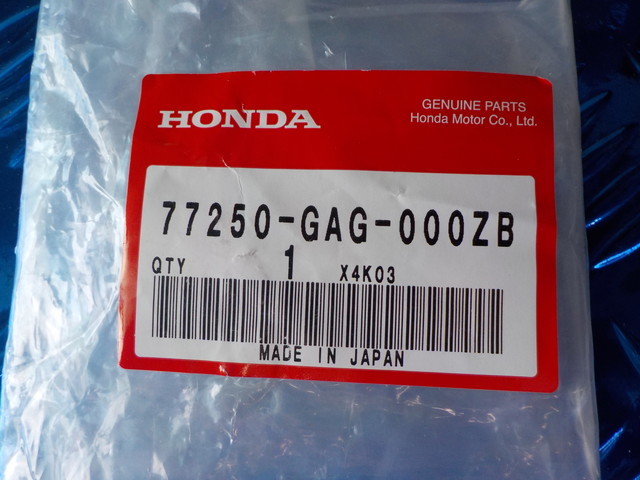 HONDA
GENUINE PARTS
Honda Motor Co., Ltd.
77250-GAG-000ZB
QTY 1 X4K03
MADE IN JAPAN